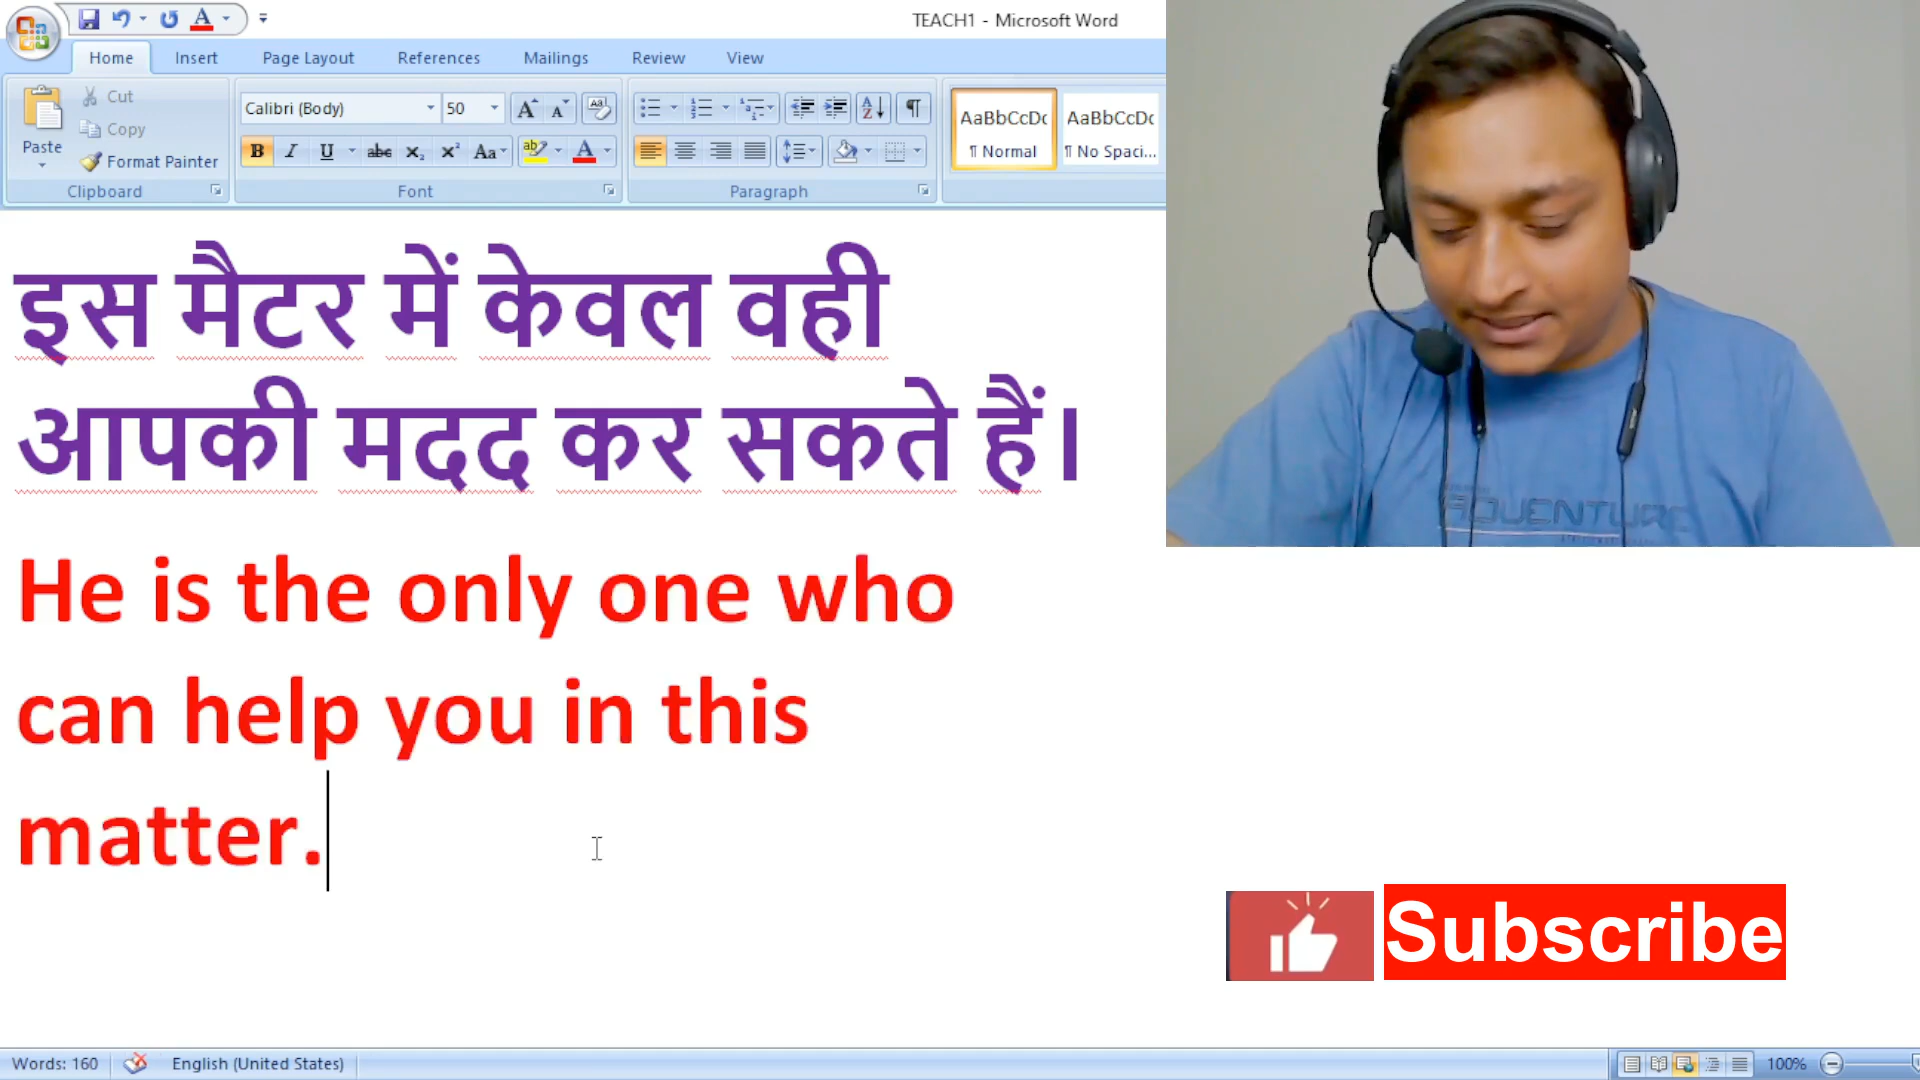 TEACH1 - Microsoft Word
Home Insert Page Layout References Mailings Review View
Cut
Copy
Paste
Format Painter
Clipboard
Calibri (Body) 50
Font
Paragraph
AaBbCcDc AaBbCcDc
¶ Normal ¶ No Spaci...
इस मैटर में केवल वही
आपकी मदद कर सकते हैं।
He is the only one who
can help you in this
matter.
ADVENTURE
Subscribe
Words: 160 English (United States) 100%